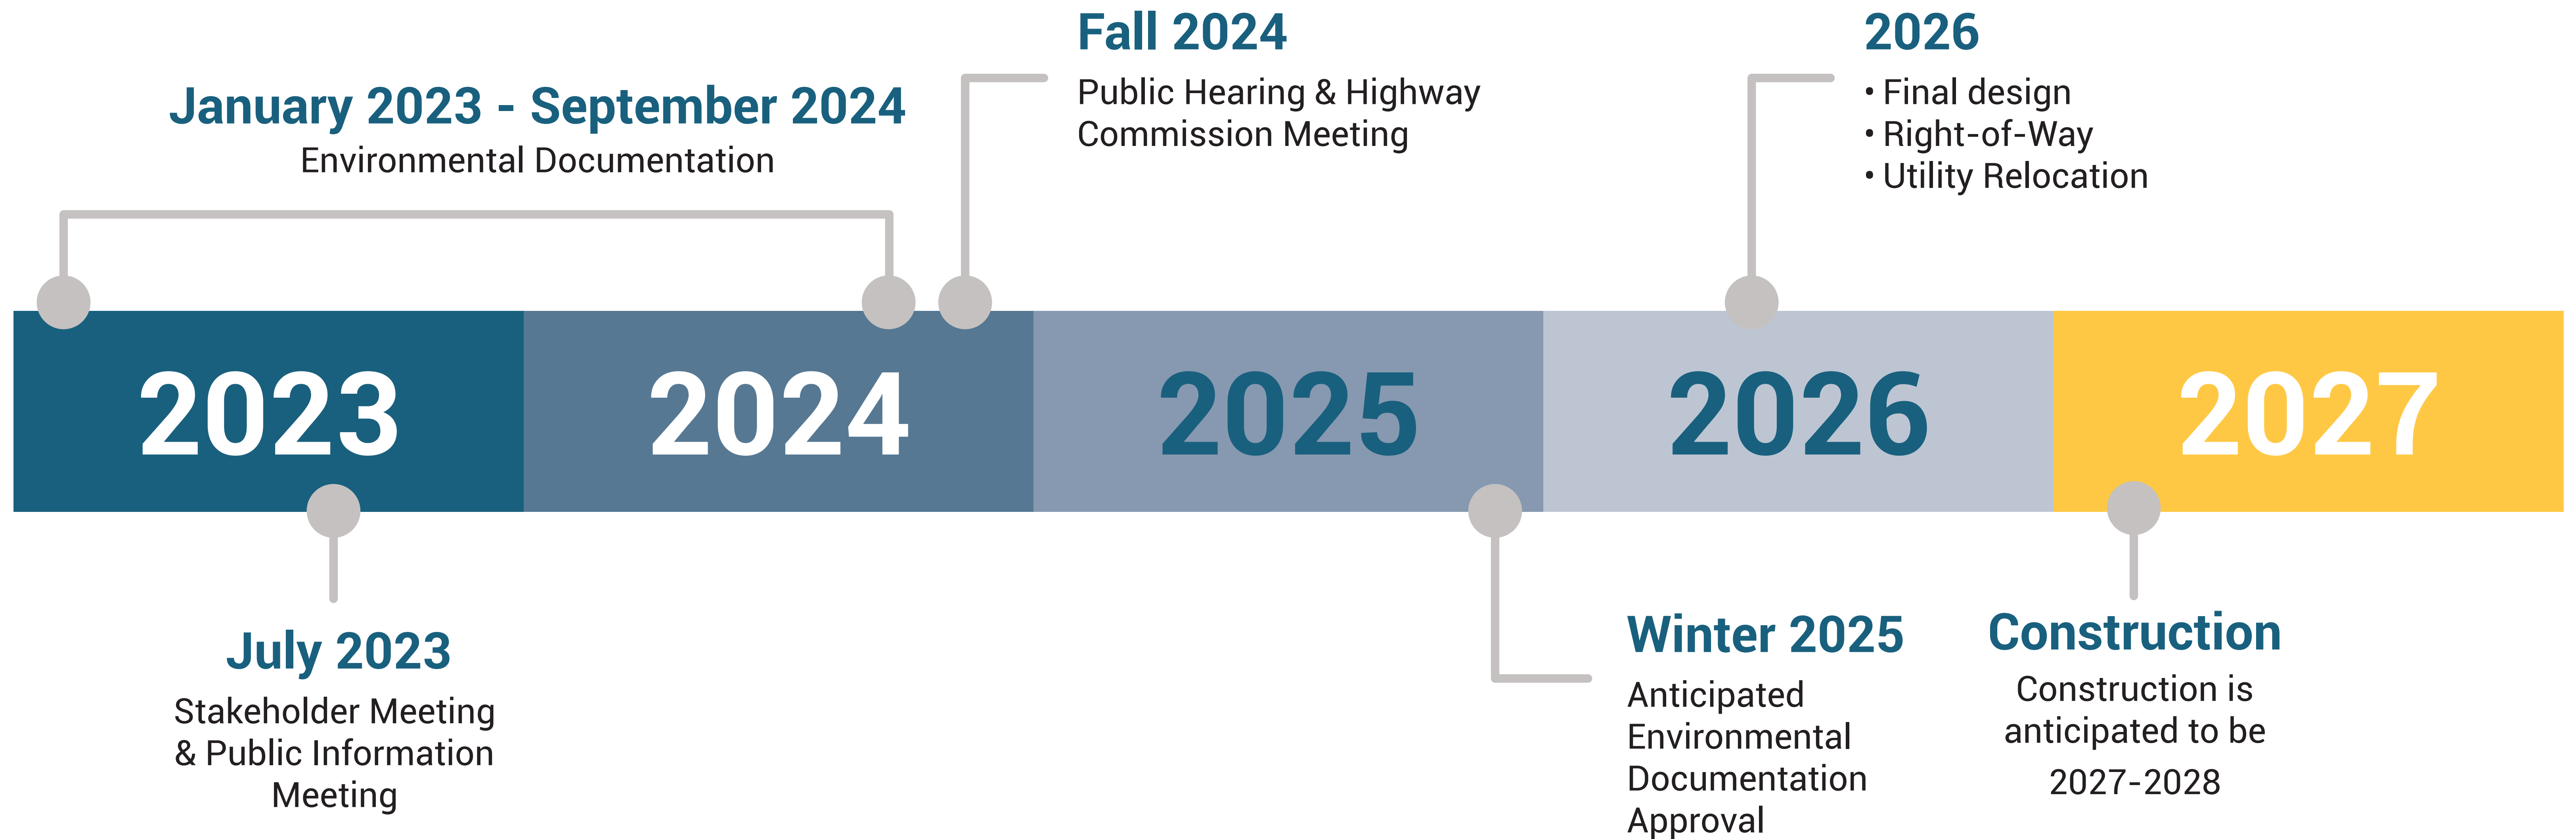 January 2023 - September 2024
Environmental Documentation
Fall 2024
Public Hearing & Highway
Commission Meeting
2026
• Final design
• Right-of-Way
• Utility Relocation
2023
2024
2025
2026
2027
July 2023
Stakeholder Meeting
& Public Information
Meeting
Winter 2025
Anticipated
Environmental
Documentation
Approval
Construction
Construction is
anticipated to be
2027-2028